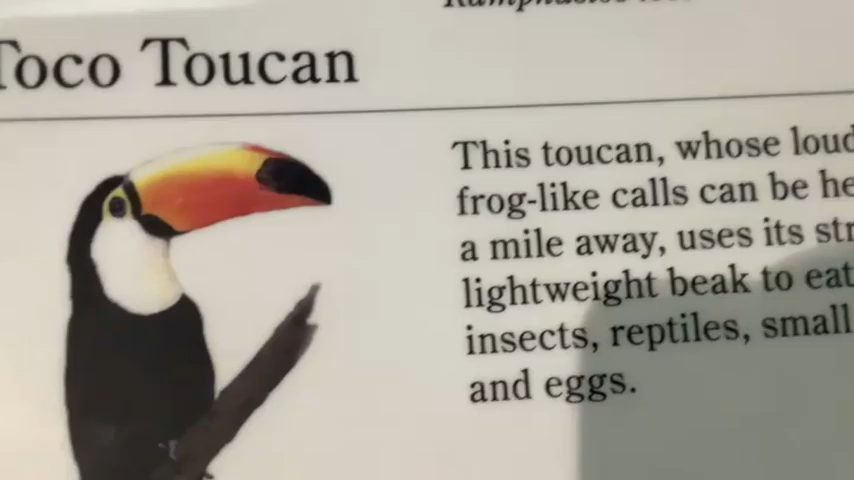 Toco Toucan
This toucan, whose loud
frog-like calls can be
a mile away, uses its
lightweight beak to eat
insects, reptiles, small
and eggs.